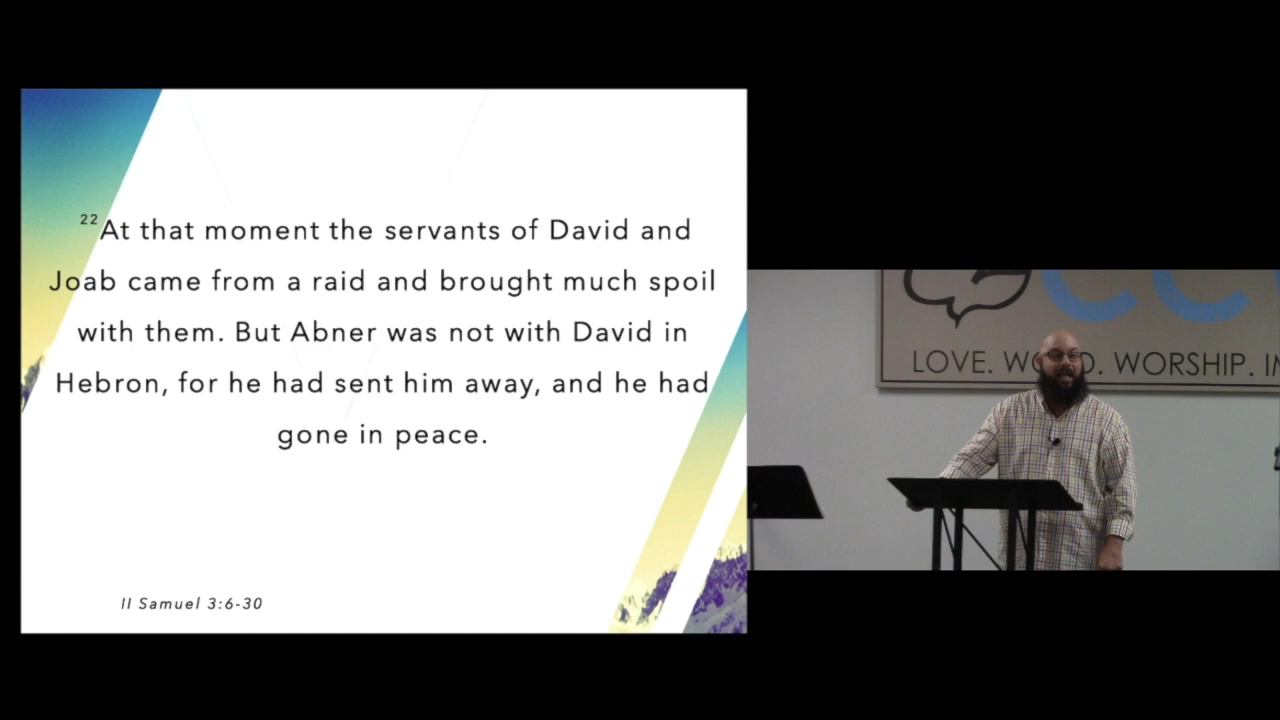 22At that moment the servants of David and
Joab came from a raid and brought much spoil
with them. But Abner was not with David in
Hebron, for he had sent him away, and he had
gone in peace.
II Samuel 3:6-30
CC
LOVE. WORSHIP.